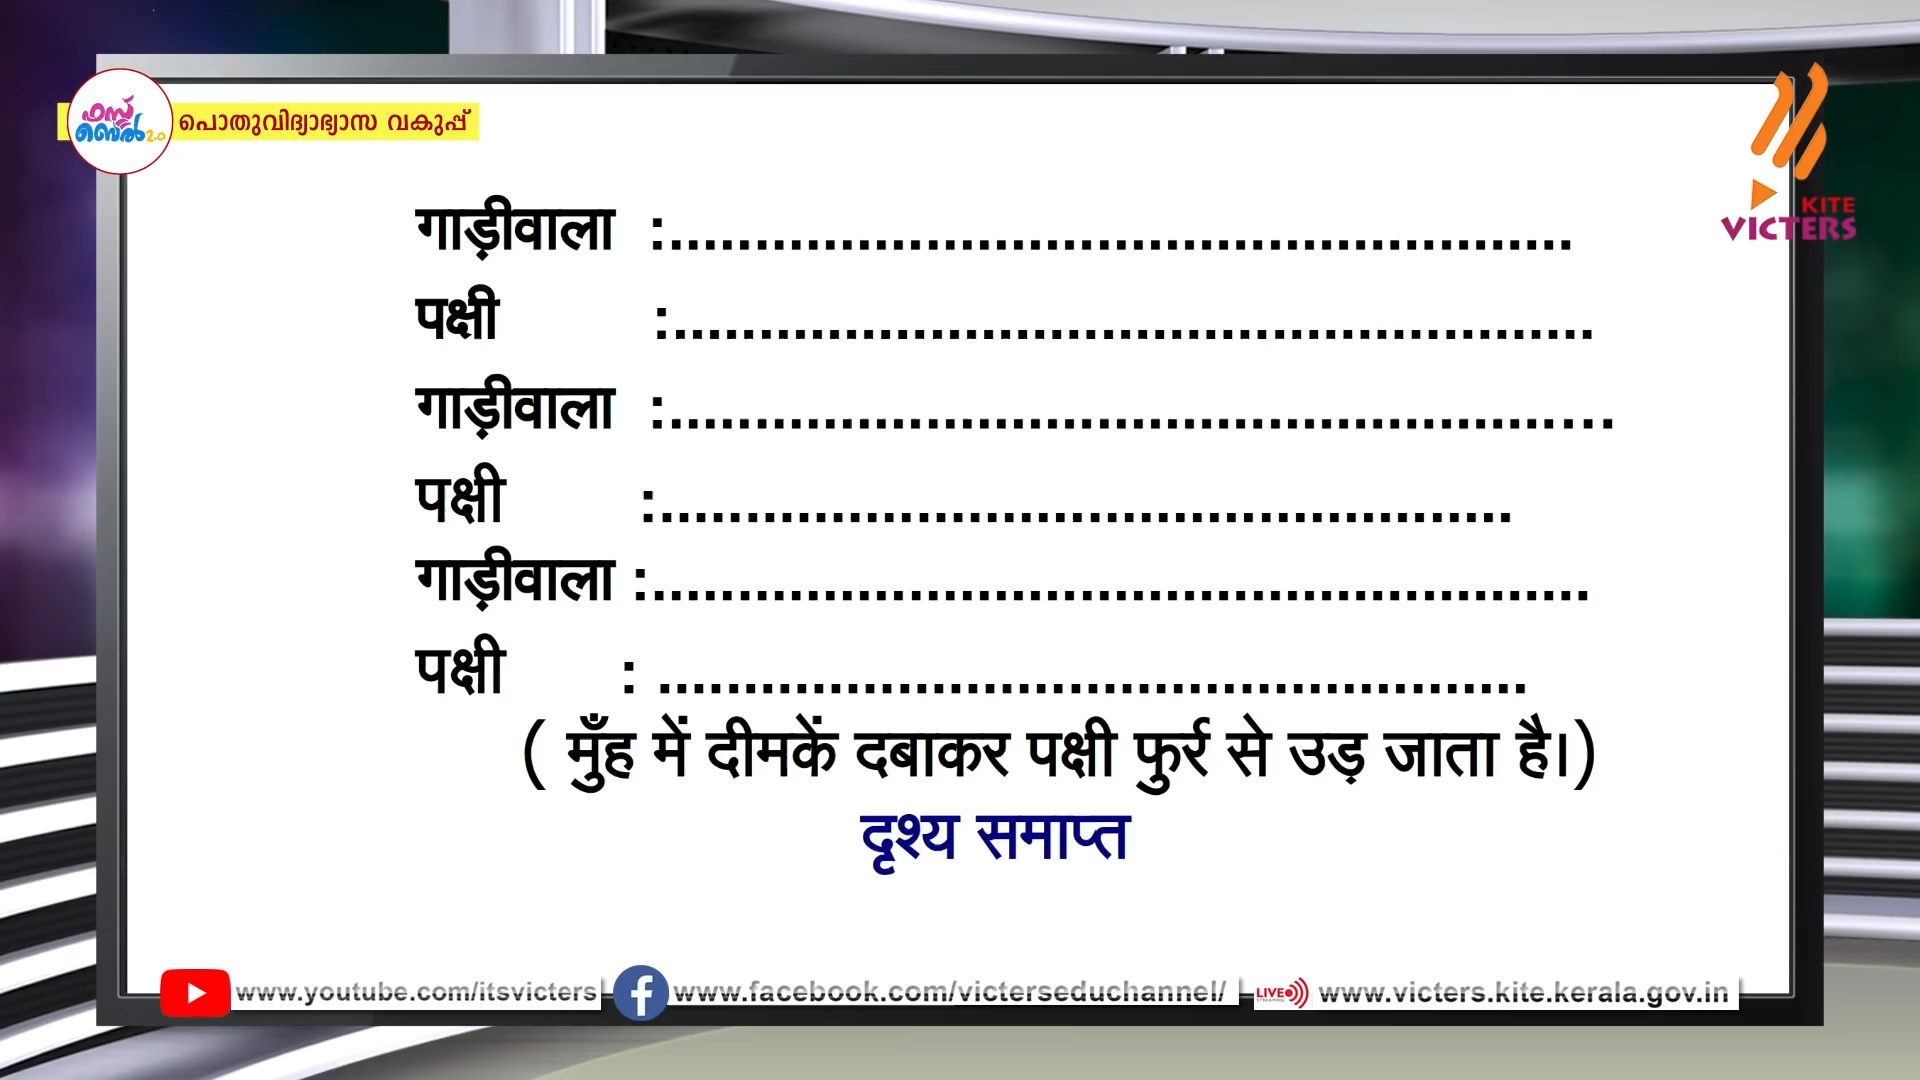 ഫസ്റ്റ്
ബെൽ 2.0
പൊതുവിദ്യാഭ്യാസ വകുപ്പ്
KITE
VICTERS
गाड़ीवाला :.....................................................
पक्षी :......................................................
गाड़ीवाला :.......................................................
पक्षी :..................................................
गाड़ीवाला :.......................................................
पक्षी : ...................................................
( मुँह में दीमकें दबाकर पक्षी फुर्र से उड़ जाता है।)
दृश्य समाप्त
www.youtube.com/itsvicters
www.facebook.com/victerseduchannel/
LIVE STREAMING
www.victers.kite.kerala.gov.in